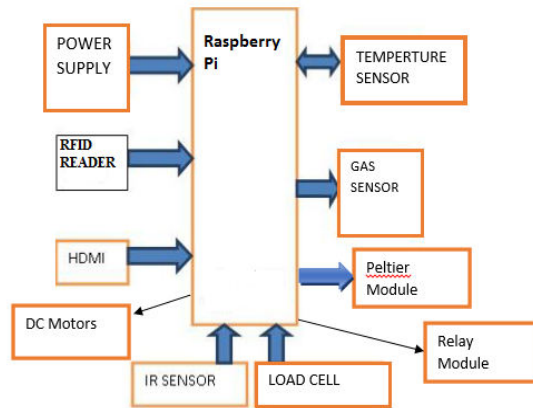 POWER
SUPPLY
Raspberry
Pi
TEMPERTURE
SENSOR
RFID
READER
GAS
SENSOR
HDMI
Peltier
Module
DC Motors
Relay
Module
IR SENSOR
LOAD CELL